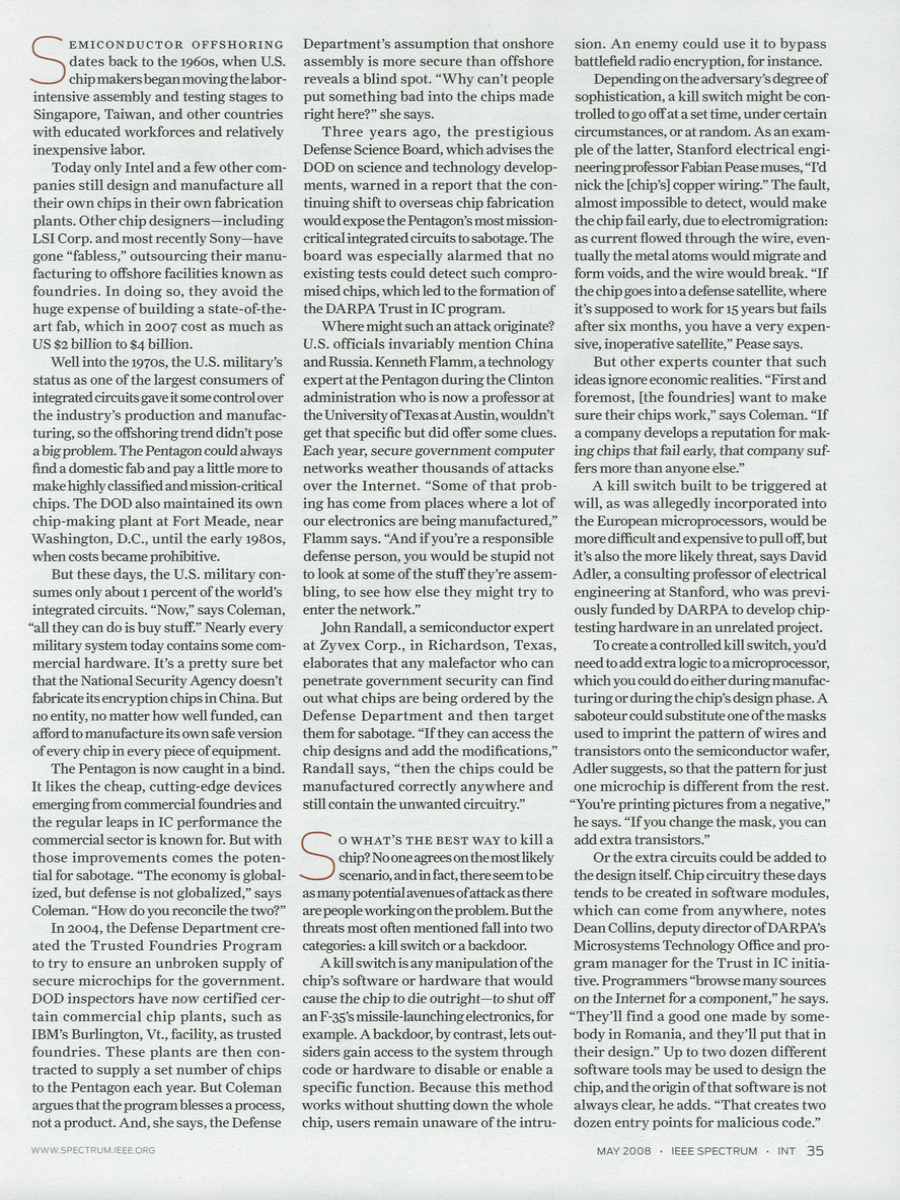 SEMICONDUCTOR OFFSHORING
dates back to the 1960s, when U.S.
chip makers began moving the labor-
intensive assembly and testing stages to
Singapore, Taiwan, and other countries
with educated workforces and relatively
inexpensive labor.
Today only Intel and a few other com-
panies still design and manufacture all
their own chips in their own fabrication
plants. Other chip designers—including
LSI Corp. and most recently Sony—have
gone “fabless,” outsourcing their manu-
facturing to offshore facilities known as
foundries. In doing so, they avoid the
huge expense of building a state-of-the-
art fab, which in 2007 cost as much as
US $2 billion to $4 billion.
Well into the 1970s, the U.S. military’s
status as one of the largest consumers of
integrated circuits gave it some control over
the industry’s production and manufac-
turing, so the offshoring trend didn’t pose
a big problem. The Pentagon could always
find a domestic fab and pay a little more to
make highly classified and mission-critical
chips. The DOD also maintained its own
chip-making plant at Fort Meade, near
Washington, D.C., until the early 1980s,
when costs became prohibitive.
But these days, the U.S. military con-
sumes only about 1 percent of the world’s
integrated circuits. “Now,” says Coleman,
“all they can do is buy stuff.” Nearly every
military system today contains some com-
mercial hardware. It’s a pretty sure bet
that the National Security Agency doesn’t
fabricate its encryption chips in China. But
no entity, no matter how well funded, can
afford to manufacture its own safe version
of every chip in every piece of equipment.
The Pentagon is now caught in a bind.
It likes the cheap, cutting-edge devices
emerging from commercial foundries and
the regular leaps in IC performance the
commercial sector is known for. But with
those improvements comes the poten-
tial for sabotage. “The economy is global-
ized, but defense is not globalized,” says
Coleman. “How do you reconcile the two?”
In 2004, the Defense Department cre-
ated the Trusted Foundries Program
to try to ensure an unbroken supply of
secure microchips for the government.
DOD inspectors have now certified cer-
tain commercial chip plants, such as
IBM’s Burlington, Vt., facility, as trusted
foundries. These plants are then con-
tracted to supply a set number of chips
to the Pentagon each year. But Coleman
argues that the program blesses a process,
not a product. And, she says, the Defense
Department’s assumption that onshore
assembly is more secure than offshore
reveals a blind spot. “Why can’t people
put something bad into the chips made
right here?” she says.
Three years ago, the prestigious
Defense Science Board, which advises the
DOD on science and technology develop-
ments, warned in a report that the con-
tinuing shift to overseas chip fabrication
would expose the Pentagon’s most mission-
critical integrated circuits to sabotage. The
board was especially alarmed that no
existing tests could detect such compro-
mised chips, which led to the formation of
the DARPA Trust in IC program.
Where might such an attack originate?
U.S. officials invariably mention China
and Russia. Kenneth Flamm, a technology
expert at the Pentagon during the Clinton
administration who is now a professor at
the University of Texas at Austin, wouldn’t
get that specific but did offer some clues.
Each year, secure government computer
networks weather thousands of attacks
over the Internet. “Some of that prob-
ing has come from places where a lot of
our electronics are being manufactured,”
Flamm says. “And if you’re a responsible
defense person, you would be stupid not
to look at some of the stuff they’re assem-
bling, to see how else they might try to
enter the network.”
John Randall, a semiconductor expert
at Zyvex Corp., in Richardson, Texas,
elaborates that any malefactor who can
penetrate government security can find
out what chips are being ordered by the
Defense Department and then target
them for sabotage. “If they can access the
chip designs and add the modifications,”
Randall says, “then the chips could be
manufactured correctly anywhere and
still contain the unwanted circuitry.”
SO WHAT’S THE BEST WAY to kill a
chip? No one agrees on the most likely
scenario, and in fact, there seem to be
as many potential avenues of attack as there
are people working on the problem. But the
threats most often mentioned fall into two
categories: a kill switch or a backdoor.
A kill switch is any manipulation of the
chip’s software or hardware that would
cause the chip to die outright—to shut off
an F-35’s missile-launching electronics, for
example. A backdoor, by contrast, lets out-
siders gain access to the system through
code or hardware to disable or enable a
specific function. Because this method
works without shutting down the whole
chip, users remain unaware of the intru-
sion. An enemy could use it to bypass
battlefield radio encryption, for instance.
Depending on the adversary’s degree of
sophistication, a kill switch might be con-
trolled to go off at a set time, under certain
circumstances, or at random. As an exam-
ple of the latter, Stanford electrical engi-
neering professor Fabian Pease muses, “I’d
nick the [chip’s] copper wiring.” The fault,
almost impossible to detect, would make
the chip fail early, due to electromigration:
as current flowed through the wire, even-
tually the metal atoms would migrate and
form voids, and the wire would break. “If
the chip goes into a defense satellite, where
it’s supposed to work for 15 years but fails
after six months, you have a very expen-
sive, inoperative satellite,” Pease says.
But other experts counter that such
ideas ignore economic realities. “First and
foremost, [the foundries] want to make
sure their chips work,” says Coleman. “If
a company develops a reputation for mak-
ing chips that fail early, that company suf-
fers more than anyone else.”
A kill switch built to be triggered at
will, as was allegedly incorporated into
the European microprocessors, would be
more difficult and expensive to pull off, but
it’s also the more likely threat, says David
Adler, a consulting professor of electrical
engineering at Stanford, who was previ-
ously funded by DARPA to develop chip-
testing hardware in an unrelated project.
To create a controlled kill switch, you’d
need to add extra logic to a microprocessor,
which you could do either during manufac-
turing or during the chip’s design phase. A
saboteur could substitute one of the masks
used to imprint the pattern of wires and
transistors onto the semiconductor wafer,
Adler suggests, so that the pattern for just
one microchip is different from the rest.
“You’re printing pictures from a negative,”
he says. “If you change the mask, you can
add extra transistors.”
Or the extra circuits could be added to
the design itself. Chip circuitry these days
tends to be created in software modules,
which can come from anywhere, notes
Dean Collins, deputy director of DARPA’s
Microsystems Technology Office and pro-
gram manager for the Trust in IC initia-
tive. Programmers “browse many sources
on the Internet for a component,” he says.
“They’ll find a good one made by some-
body in Romania, and they’ll put that in
their design.” Up to two dozen different
software tools may be used to design the
chip, and the origin of that software is not
always clear, he adds. “That creates two
dozen entry points for malicious code.”
WWW.SPECTRUM.IEEE.ORG
MAY 2008 · IEEE SPECTRUM · INT 35